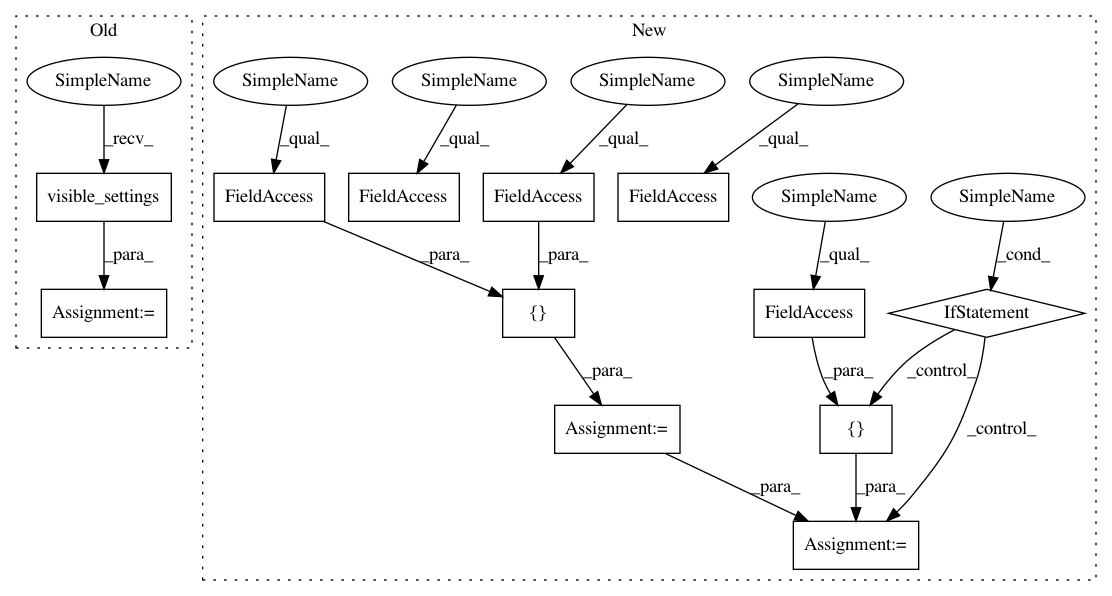 Old
New
SimpleName
SimpleName
SimpleName
SimpleName
SimpleName
_recv_
_qual_
_qual_
_qual_
_qual_
visible_settings
FieldAccess
FieldAccess
FieldAccess
FieldAccess
SimpleName
SimpleName
_para_
_para_
_para_
_qual_
_cond_
Assignment:=
{}
FieldAccess
IfStatement
_para_
_para_
_control_
Assignment:=
{}
_control_
_para_
_para_
Assignment:=